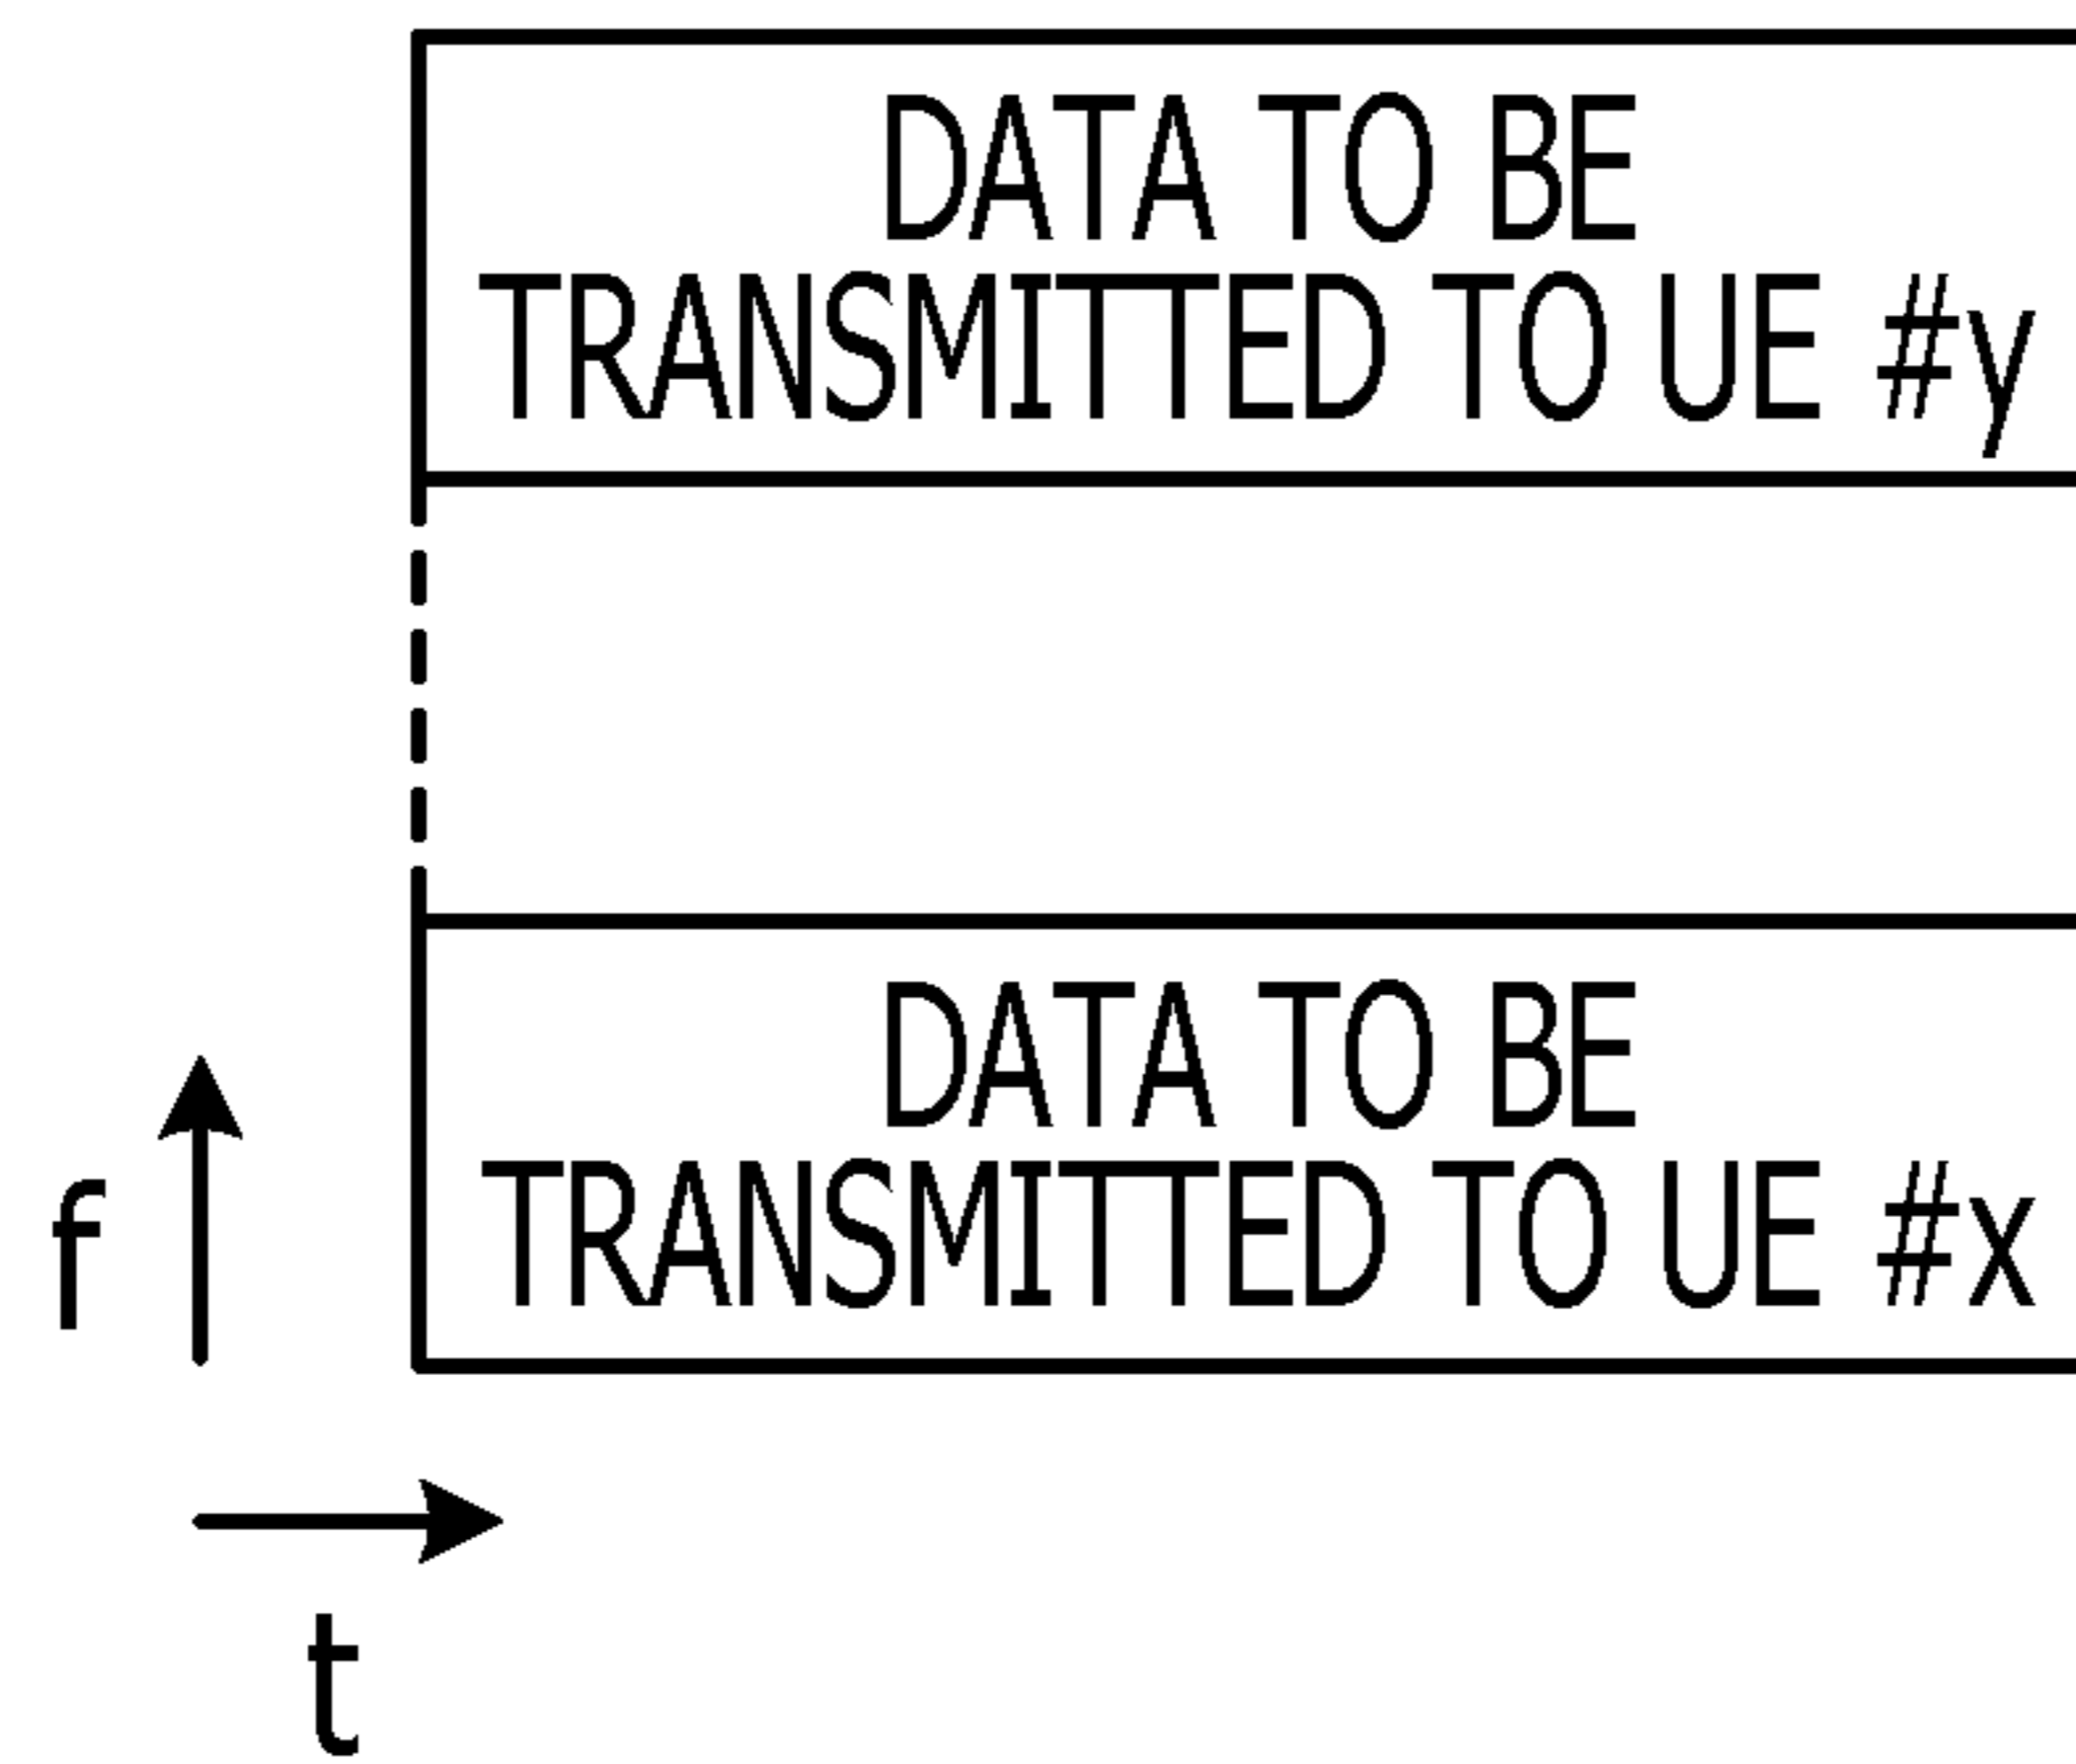 DATA TO BE
TRANSMITTED TO UE #y
DATA TO BE
TRANSMITTED TO UE #x
f
t